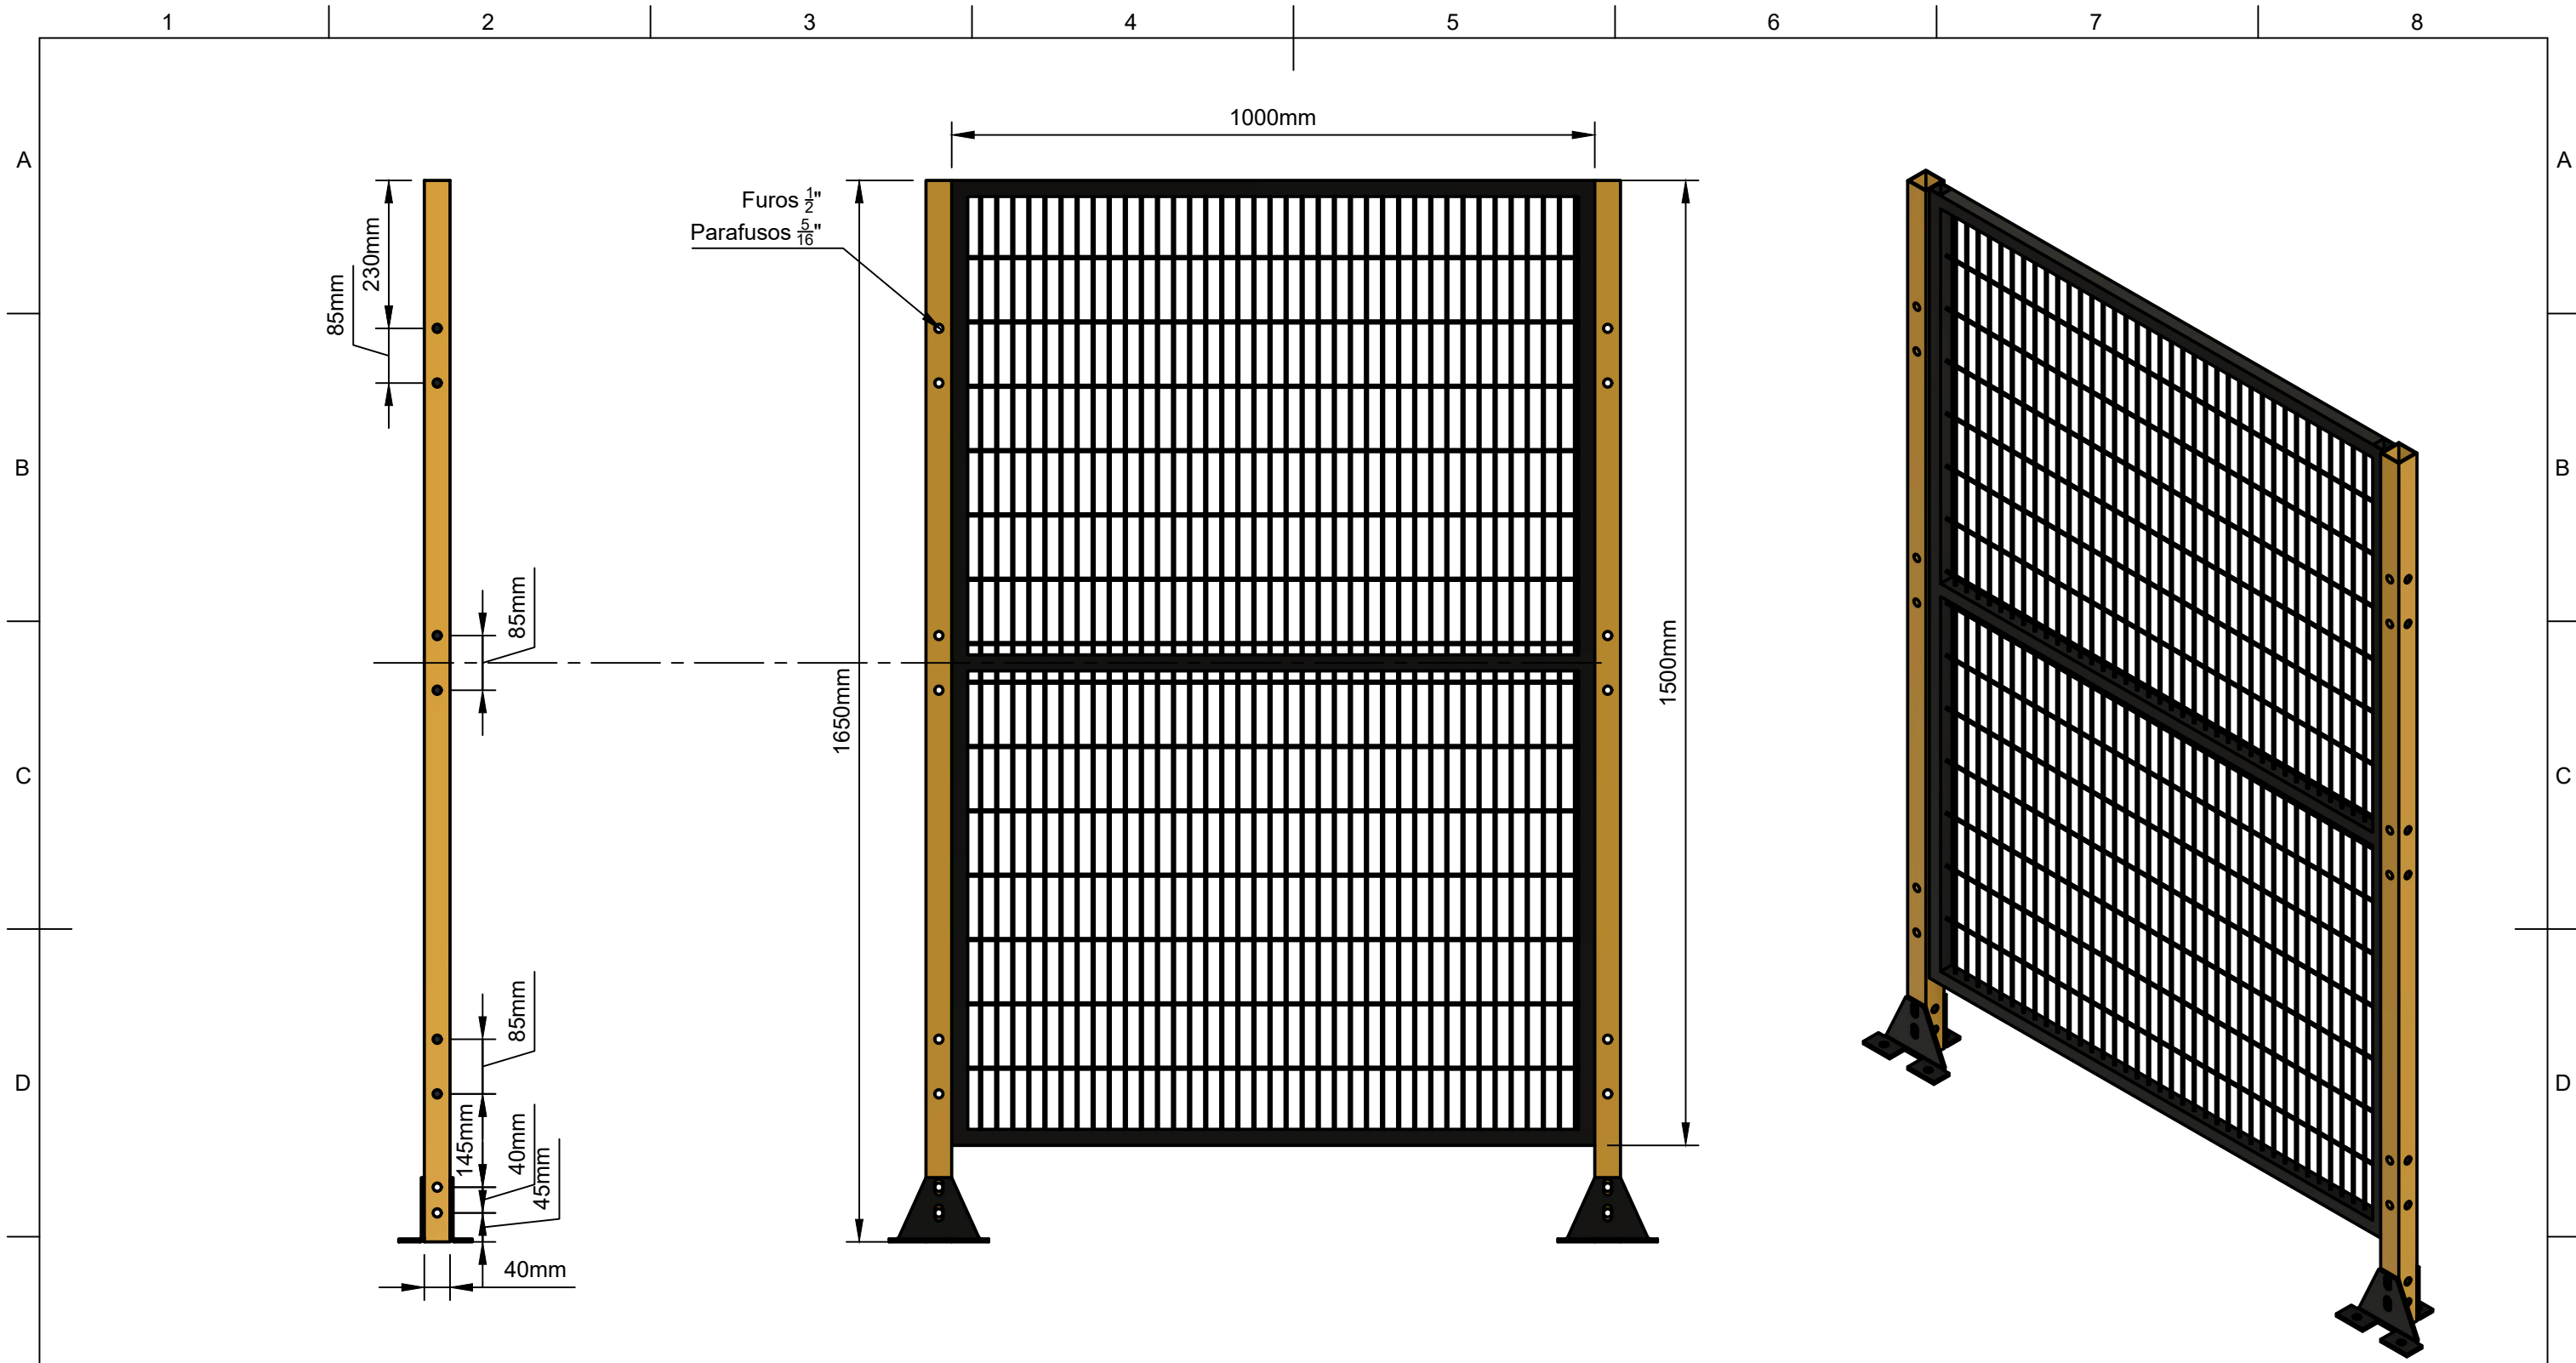 1 2 3 4 5 6 7 8
A A
1000mm
Furos 1/2"
Parafusos 5/16"
230mm
85mm
B B
85mm
1650mm
1500mm
C C
85mm
D D
145mm
40mm
45mm
40mm